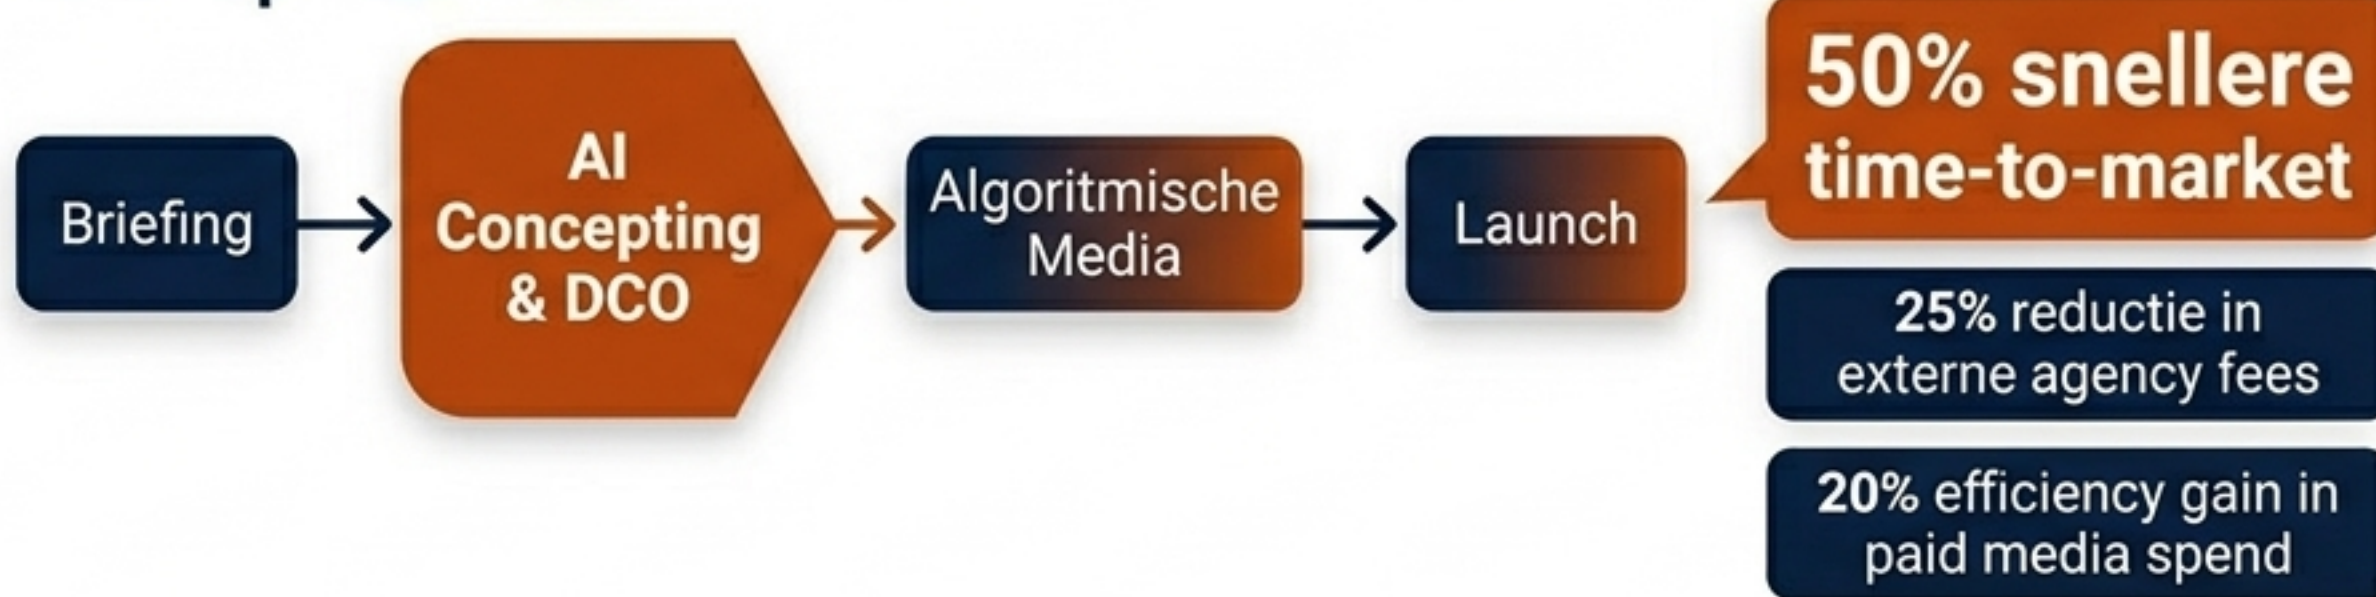 Briefing
AI
Concepting
& DCO
Algoritmische
Media
Launch
50% snellere
time-to-market
25% reductie in
externe agency fees
20% efficiency gain in
paid media spend